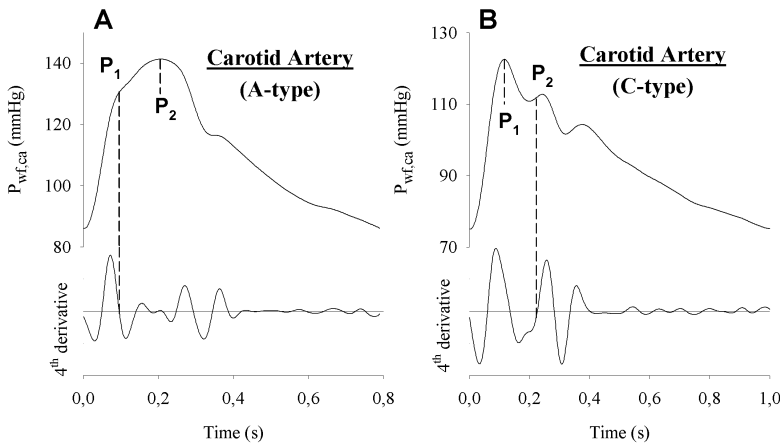 A
Carotid Artery
(A-type)
P1
P2
140
120
100
80
Pwf,ca (mmHg)
4th derivative
0,0
0,2
0,4
0,6
0,8
Time (s)
B
Carotid Artery
(C-type)
P1
P2
130
110
90
70
Pwf,ca (mmHg)
4th derivative
0,0
0,2
0,4
0,6
0,8
1,0
Time (s)